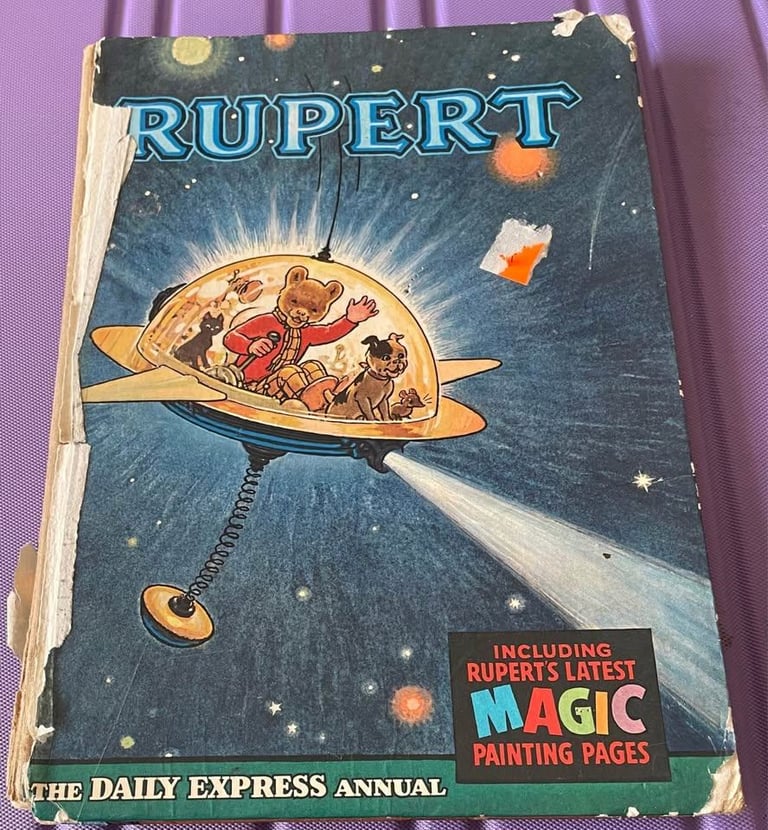 RUPERT
INCLUDING
RUPERT'S LATEST
MAGIC
PAINTING PAGES
THE DAILY EXPRESS ANNUAL